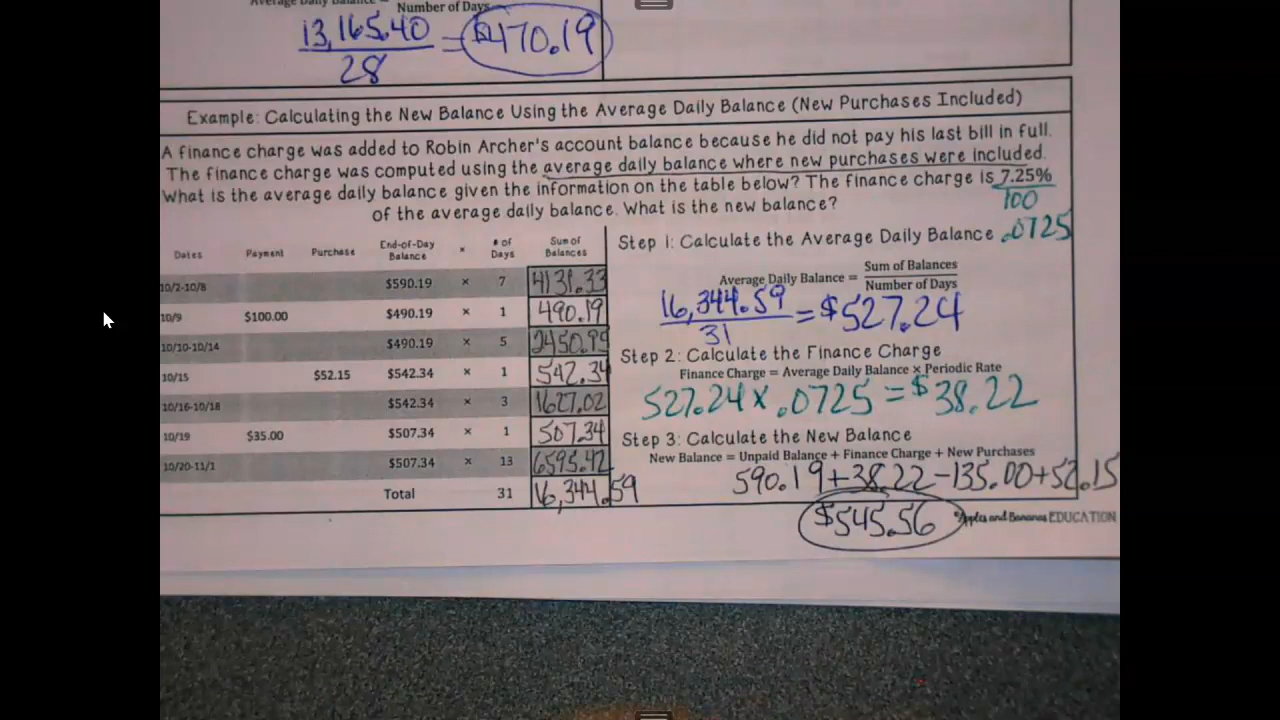 Average Daily Balance =
Number of Days
13,165.40
28
= $470.19
Example: Calculating the New Balance Using the Average Daily Balance (New Purchases Included)
A finance charge was added to Robin Archer's account balance because he did not pay his last bill in full.
The finance charge was computed using the average daily balance where new purchases were included.
What is the average daily balance given the information on the table below? The finance charge is 7.25%
of the average daily balance. What is the new balance?
100
.0725
Dates Payment Purchase End-of-Day Balance × # of Days Sum of Balances
10/2-10/8 $590.19 × 7 4131.33
10/9 $100.00 $490.19 × 1 490.19
10/10-10/14 $490.19 × 5 2450.95
10/15 $52.15 $542.34 × 1 542.34
10/16-10/18 $542.34 × 3 1627.02
10/19 $35.00 $507.34 × 1 507.34
10/20-11/1 $507.34 × 13 6595.42
Total 31 16,344.59
Step 1: Calculate the Average Daily Balance
Average Daily Balance = Sum of Balances
Number of Days
16,344.59
31
= $527.24
Step 2: Calculate the Finance Charge
Finance Charge = Average Daily Balance × Periodic Rate
527.24 × .0725 = $38.22
Step 3: Calculate the New Balance
New Balance = Unpaid Balance + Finance Charge + New Purchases
590.19+38.22-135.00+52.15
$545.56
©Apples and Bananas EDUCATION